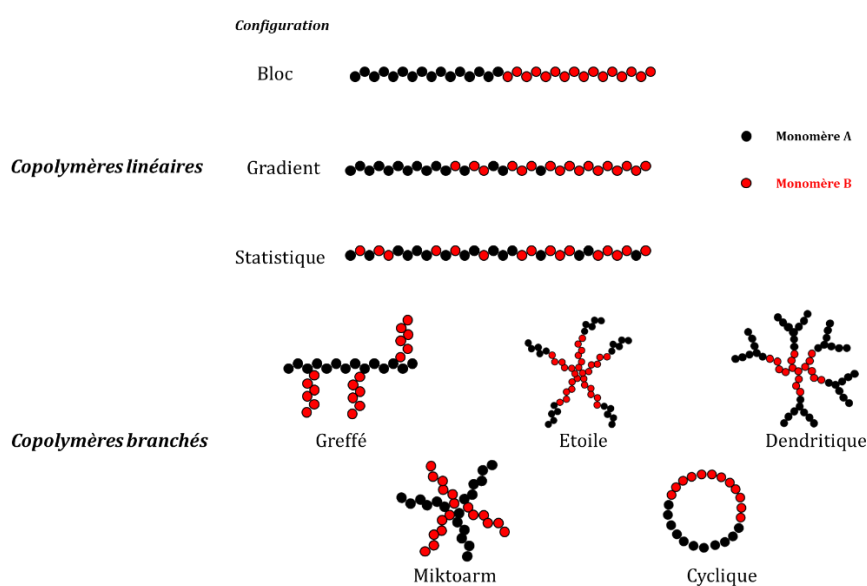 Configuration
Bloc
Monomère A
Copolymères linéaires
Gradient
Monomère B
Statistique
Greffé
Etoile
Dendritique
Copolymères branchés
Miktoarm
Cyclique